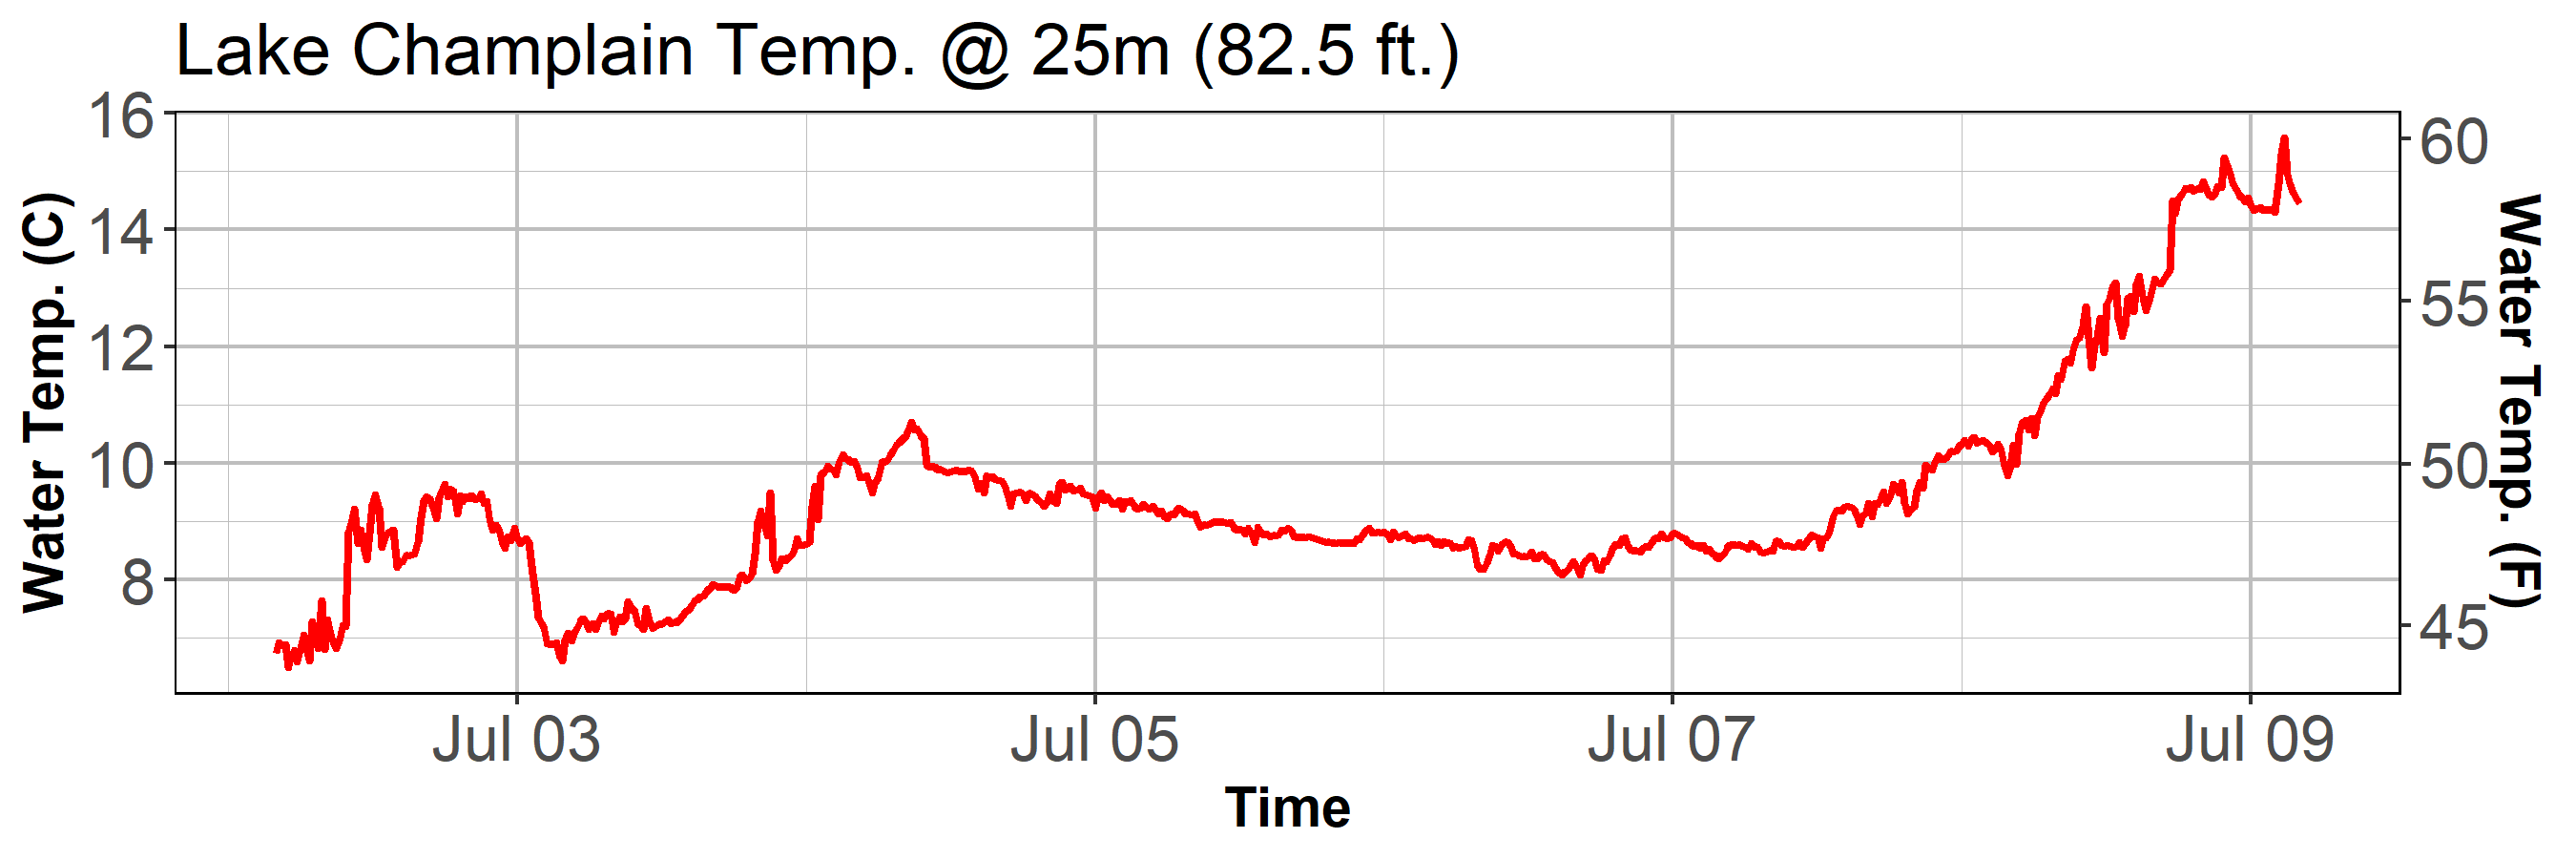 Lake Champlain Temp. @ 25m (82.5 ft.)
Water Temp. (C)
16
14
12
10
8
60
55
50
45
Water Temp. (F)
Jul 03 Jul 05 Jul 07 Jul 09
Time